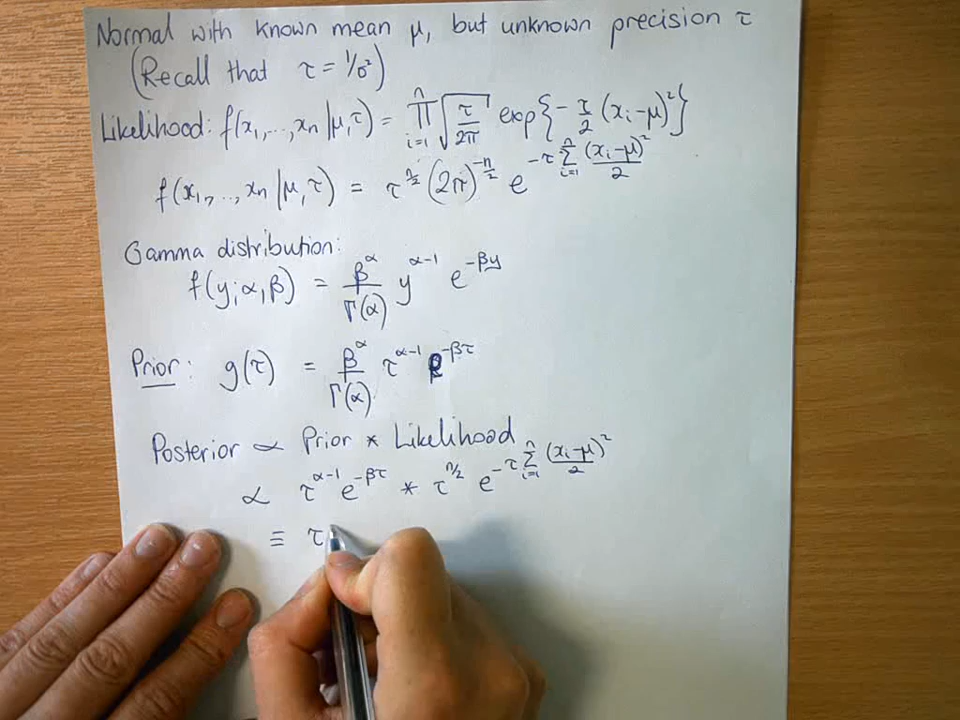 Normal with known mean μ, but unknown precision τ
(Recall that τ = 1/σ²)
Likelihood: f(x₁,...,xₙ|μ,τ) = ∏ᵢ₌₁ⁿ √(τ/2π) exp{-τ/2 (xᵢ-μ)²}
f(x₁,...,xₙ|μ,τ) = τ^(n/2) (2π)^(-n/2) e^(-τ ∑ᵢ₌₁ⁿ (xᵢ-μ)²/2)
Gamma distribution:
f(y;α,β) = β^α/Γ(α) y^(α-1) e^(-βy)
Prior: g(τ) = β^α/Γ(α) τ^(α-1) e^(-βτ)
Posterior ∝ Prior * Likelihood
∝ τ^(α-1) e^(-βτ) * τ^(n/2) e^(-τ ∑ᵢ₌₁ⁿ (xᵢ-μ)²/2)
≡ τ